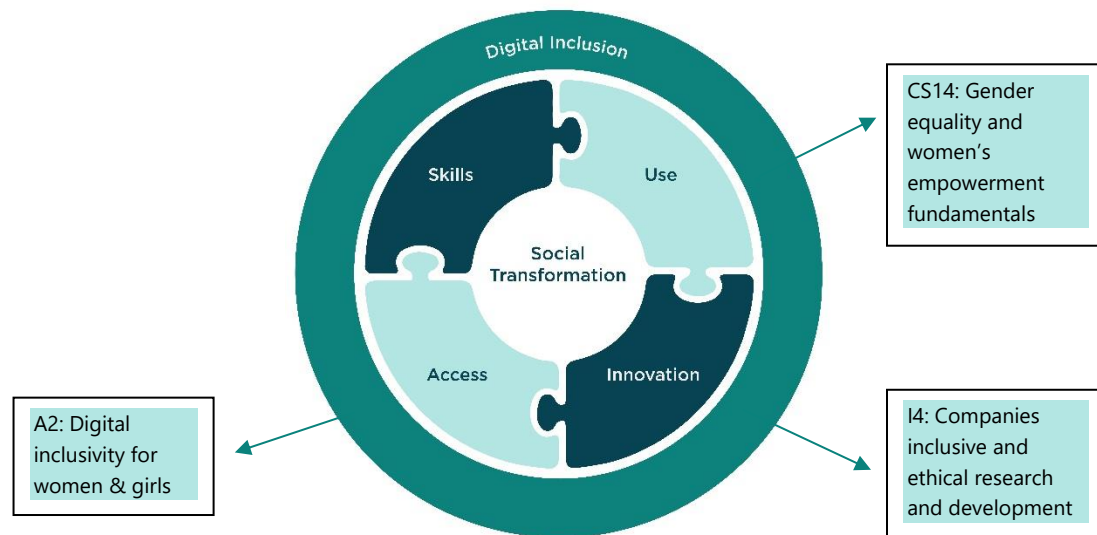 Digital Inclusion
Skills
Use
Social
Transformation
Access
Innovation
CS14: Gender
equality and
women’s
empowerment
fundamentals
A2: Digital
inclusivity for
women & girls
I4: Companies
inclusive and
ethical research
and development